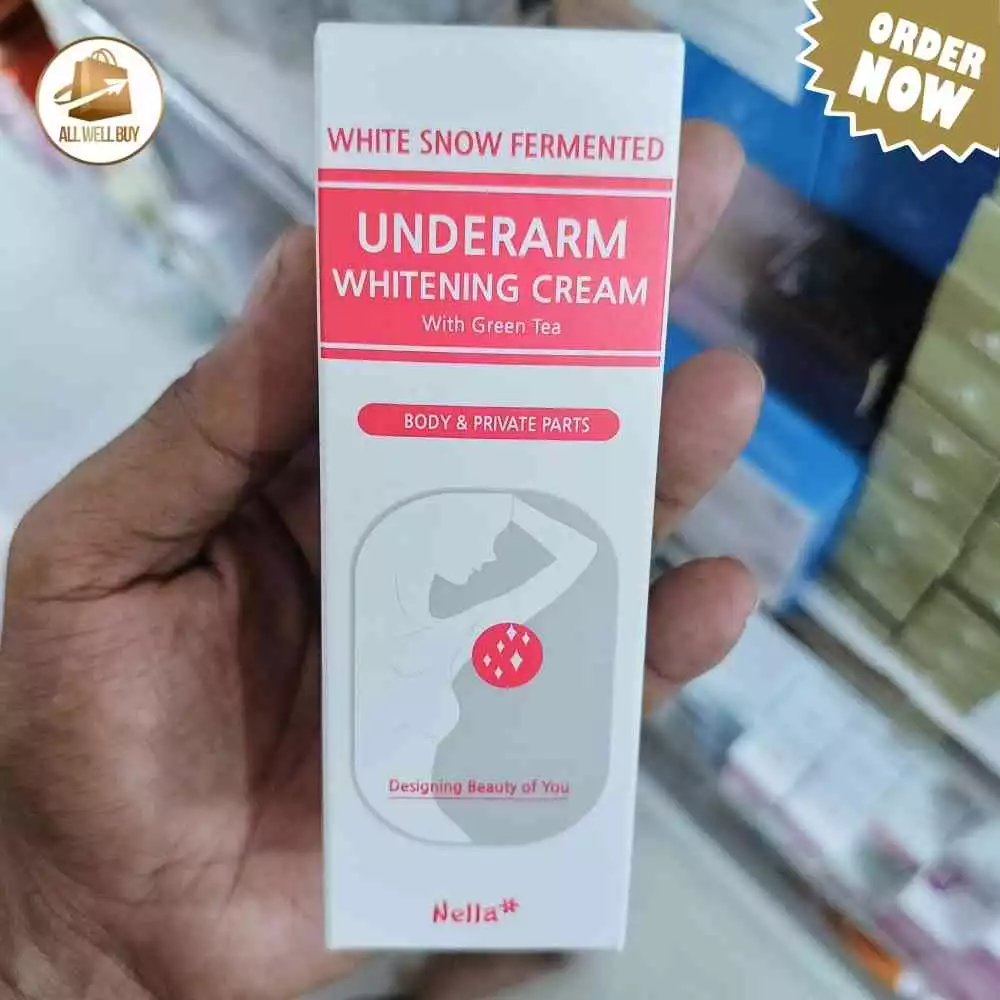 ALL WELL BUY
ORDER
NOW
WHITE SNOW FERMENTED
UNDERARM
WHITENING CREAM
With Green Tea
BODY & PRIVATE PARTS
Designing Beauty of You
Nella